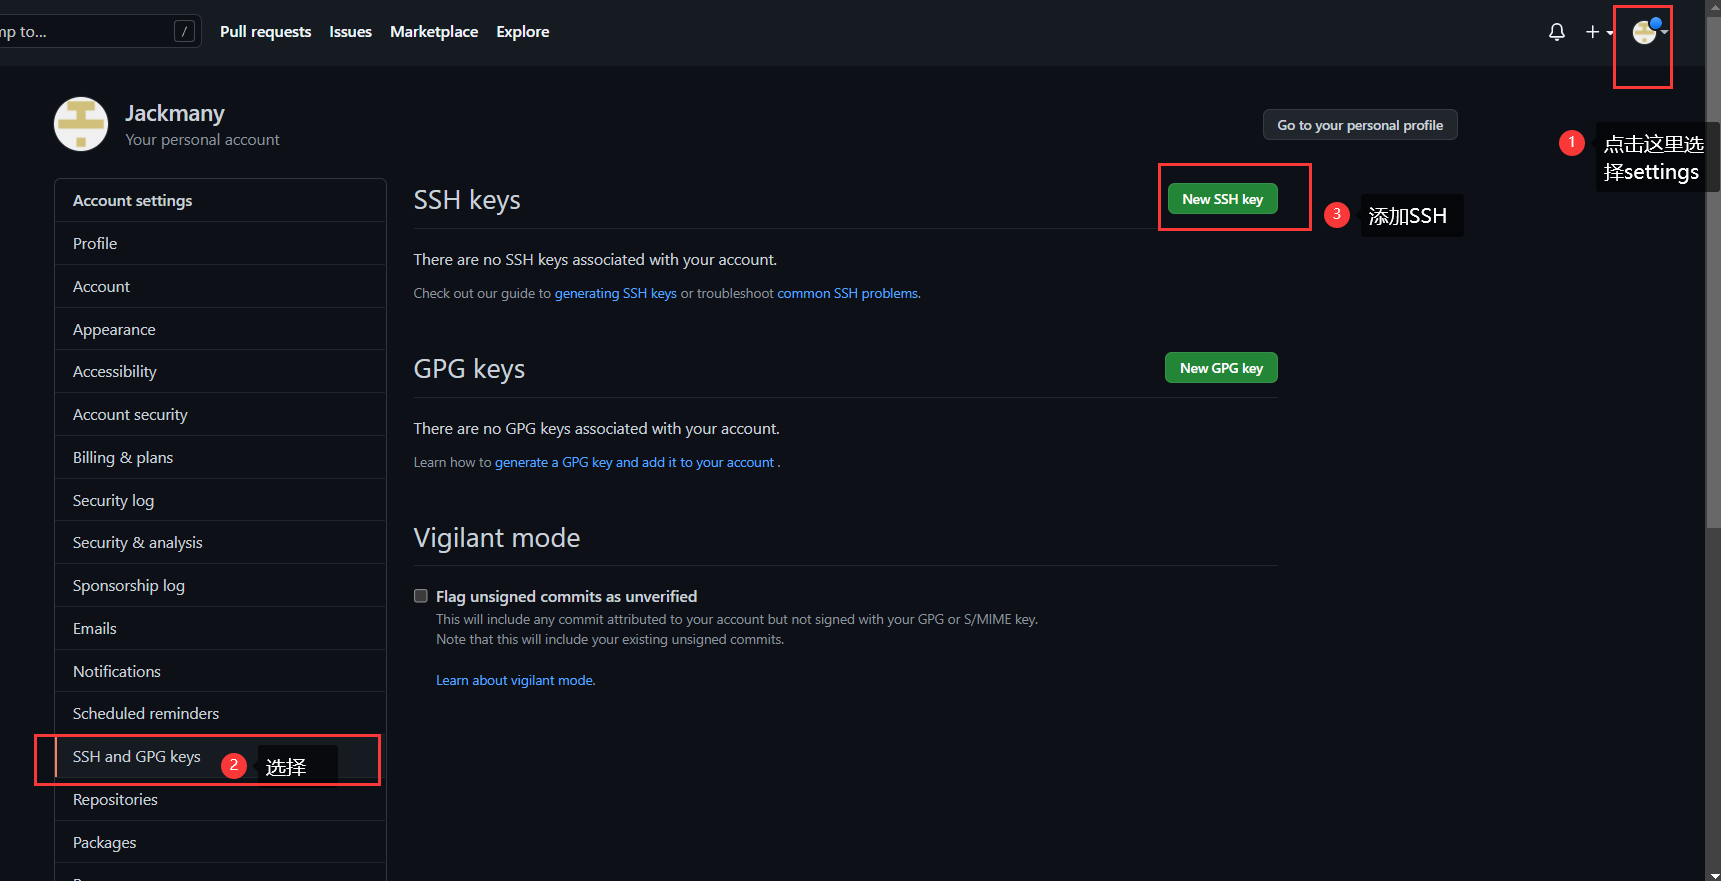 mp to...
/
Pull requests
Issues
Marketplace
Explore
Jackmany
Your personal account
Go to your personal profile
1
点击这里选
择settings
Account settings
Profile
Account
Appearance
Accessibility
Account security
Billing & plans
Security log
Security & analysis
Sponsorship log
Emails
Notifications
Scheduled reminders
SSH and GPG keys
2
选择
Repositories
Packages
SSH keys
New SSH key
3
添加SSH
There are no SSH keys associated with your account.
Check out our guide to generating SSH keys or troubleshoot common SSH problems.
GPG keys
New GPG key
There are no GPG keys associated with your account.
Learn how to generate a GPG key and add it to your account .
Vigilant mode
Flag unsigned commits as unverified
This will include any commit attributed to your account but not signed with your GPG or S/MIME key.
Note that this will include your existing unsigned commits.
Learn about vigilant mode.